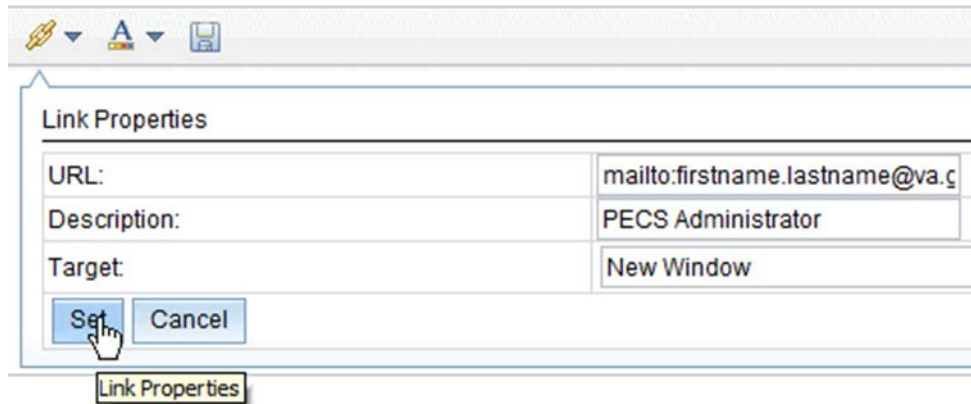 A
Link Properties
URL: mailto:firstname.lastname@va.g
Description: PECS Administrator
Target: New Window
Set Cancel
Link Properties